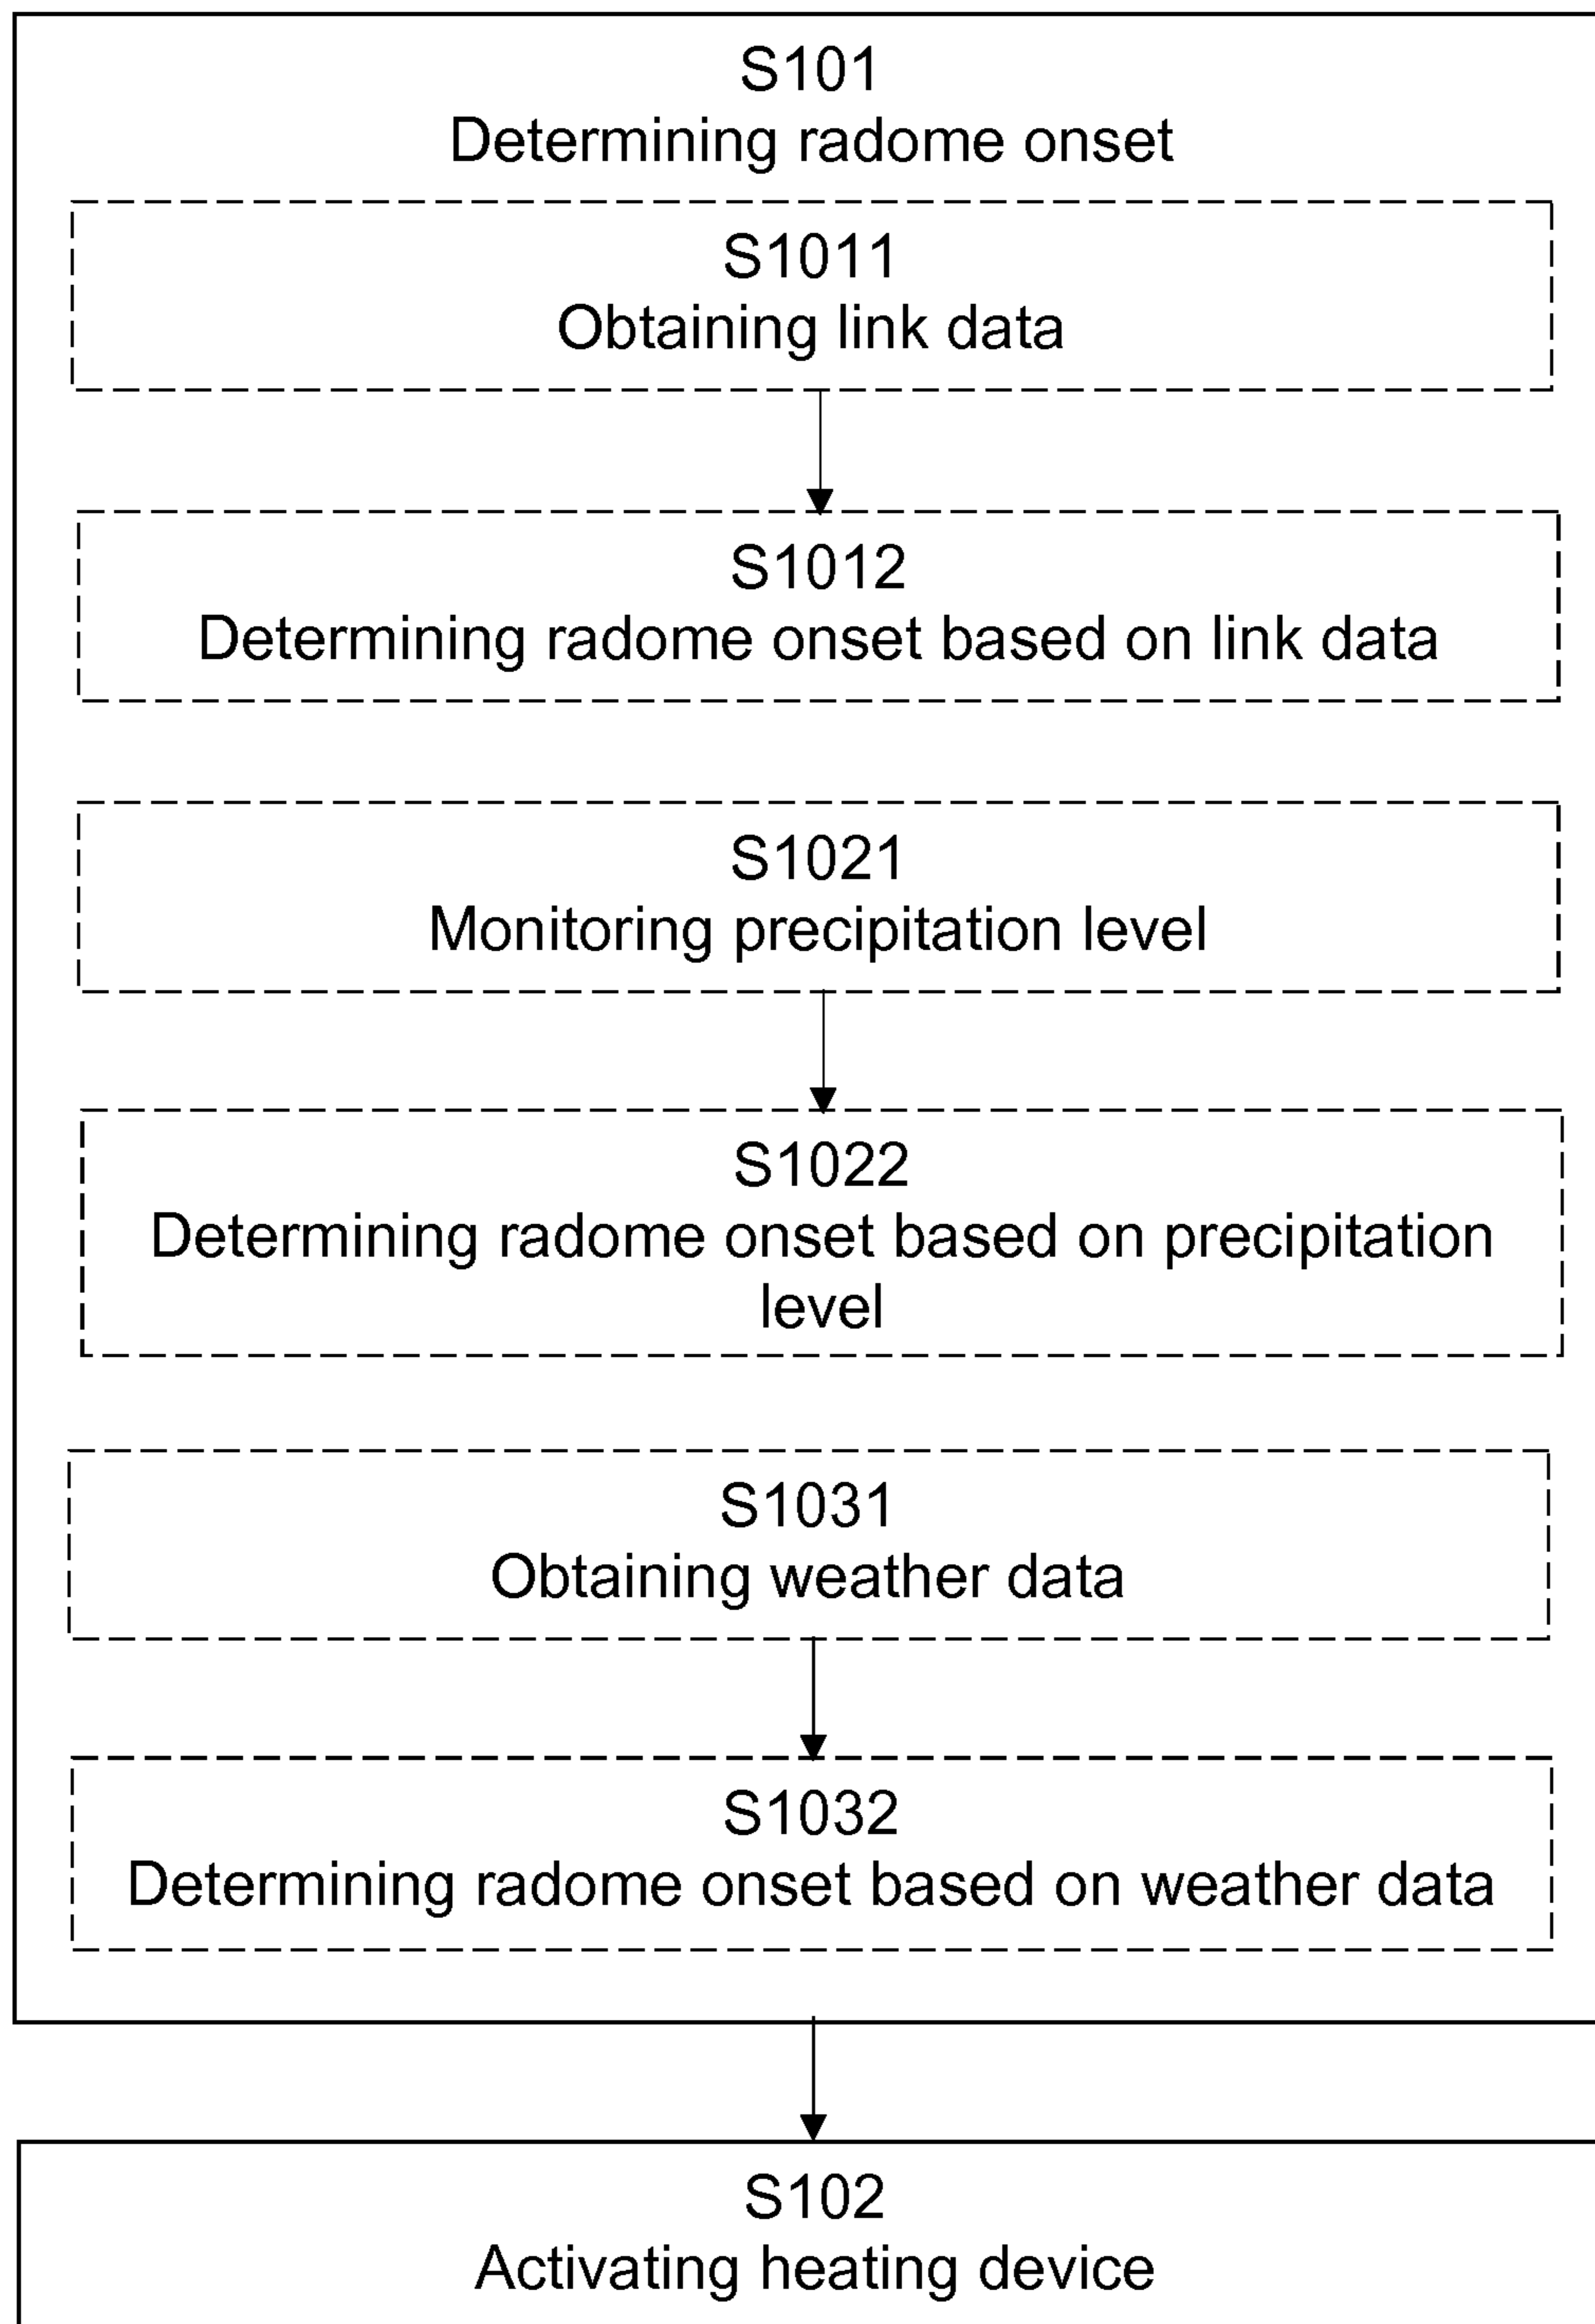 S101
Determining radome onset
S1011
Obtaining link data
S1012
Determining radome onset based on link data
S1021
Monitoring precipitation level
S1022
Determining radome onset based on precipitation
level
S1031
Obtaining weather data
S1032
Determining radome onset based on weather data
S102
Activating heating device